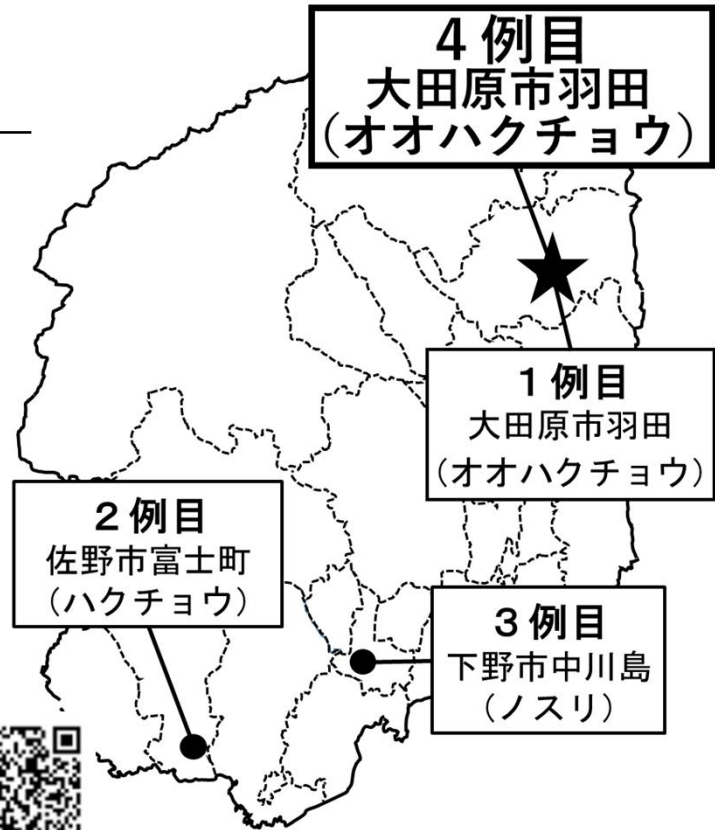 4例目
大田原市羽田
(オオハクチョウ)
1例目
大田原市羽田
(オオハクチョウ)
2例目
佐野市富士町
(ハクチョウ)
3例目
下野市中川島
(ノスリ)